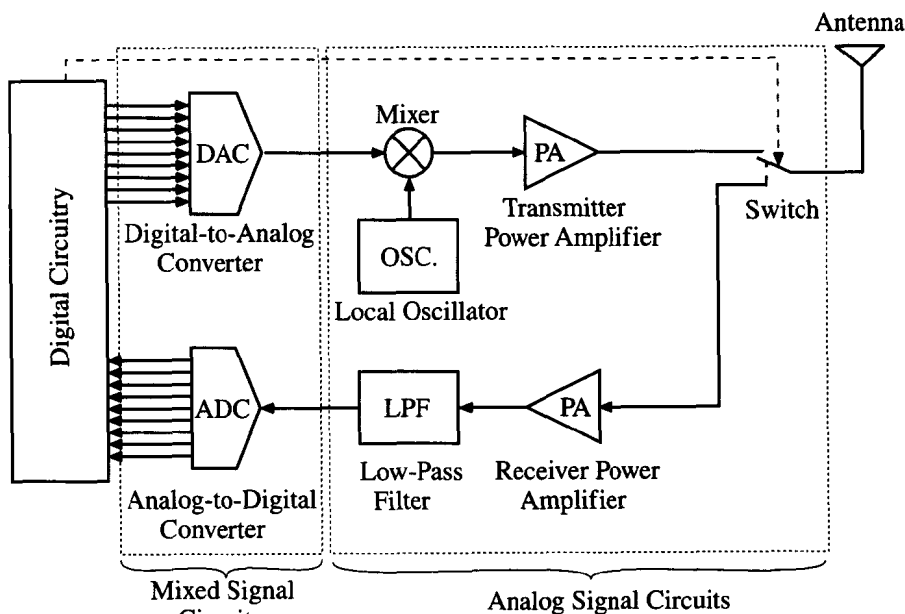 Antenna
Digital Circuitry
DAC
Digital-to-Analog
Converter
Mixer
OSC.
Local Oscillator
PA
Transmitter
Power Amplifier
Switch
ADC
Analog-to-Digital
Converter
LPF
Low-Pass
Filter
PA
Receiver Power
Amplifier
Mixed Signal
Analog Signal Circuits